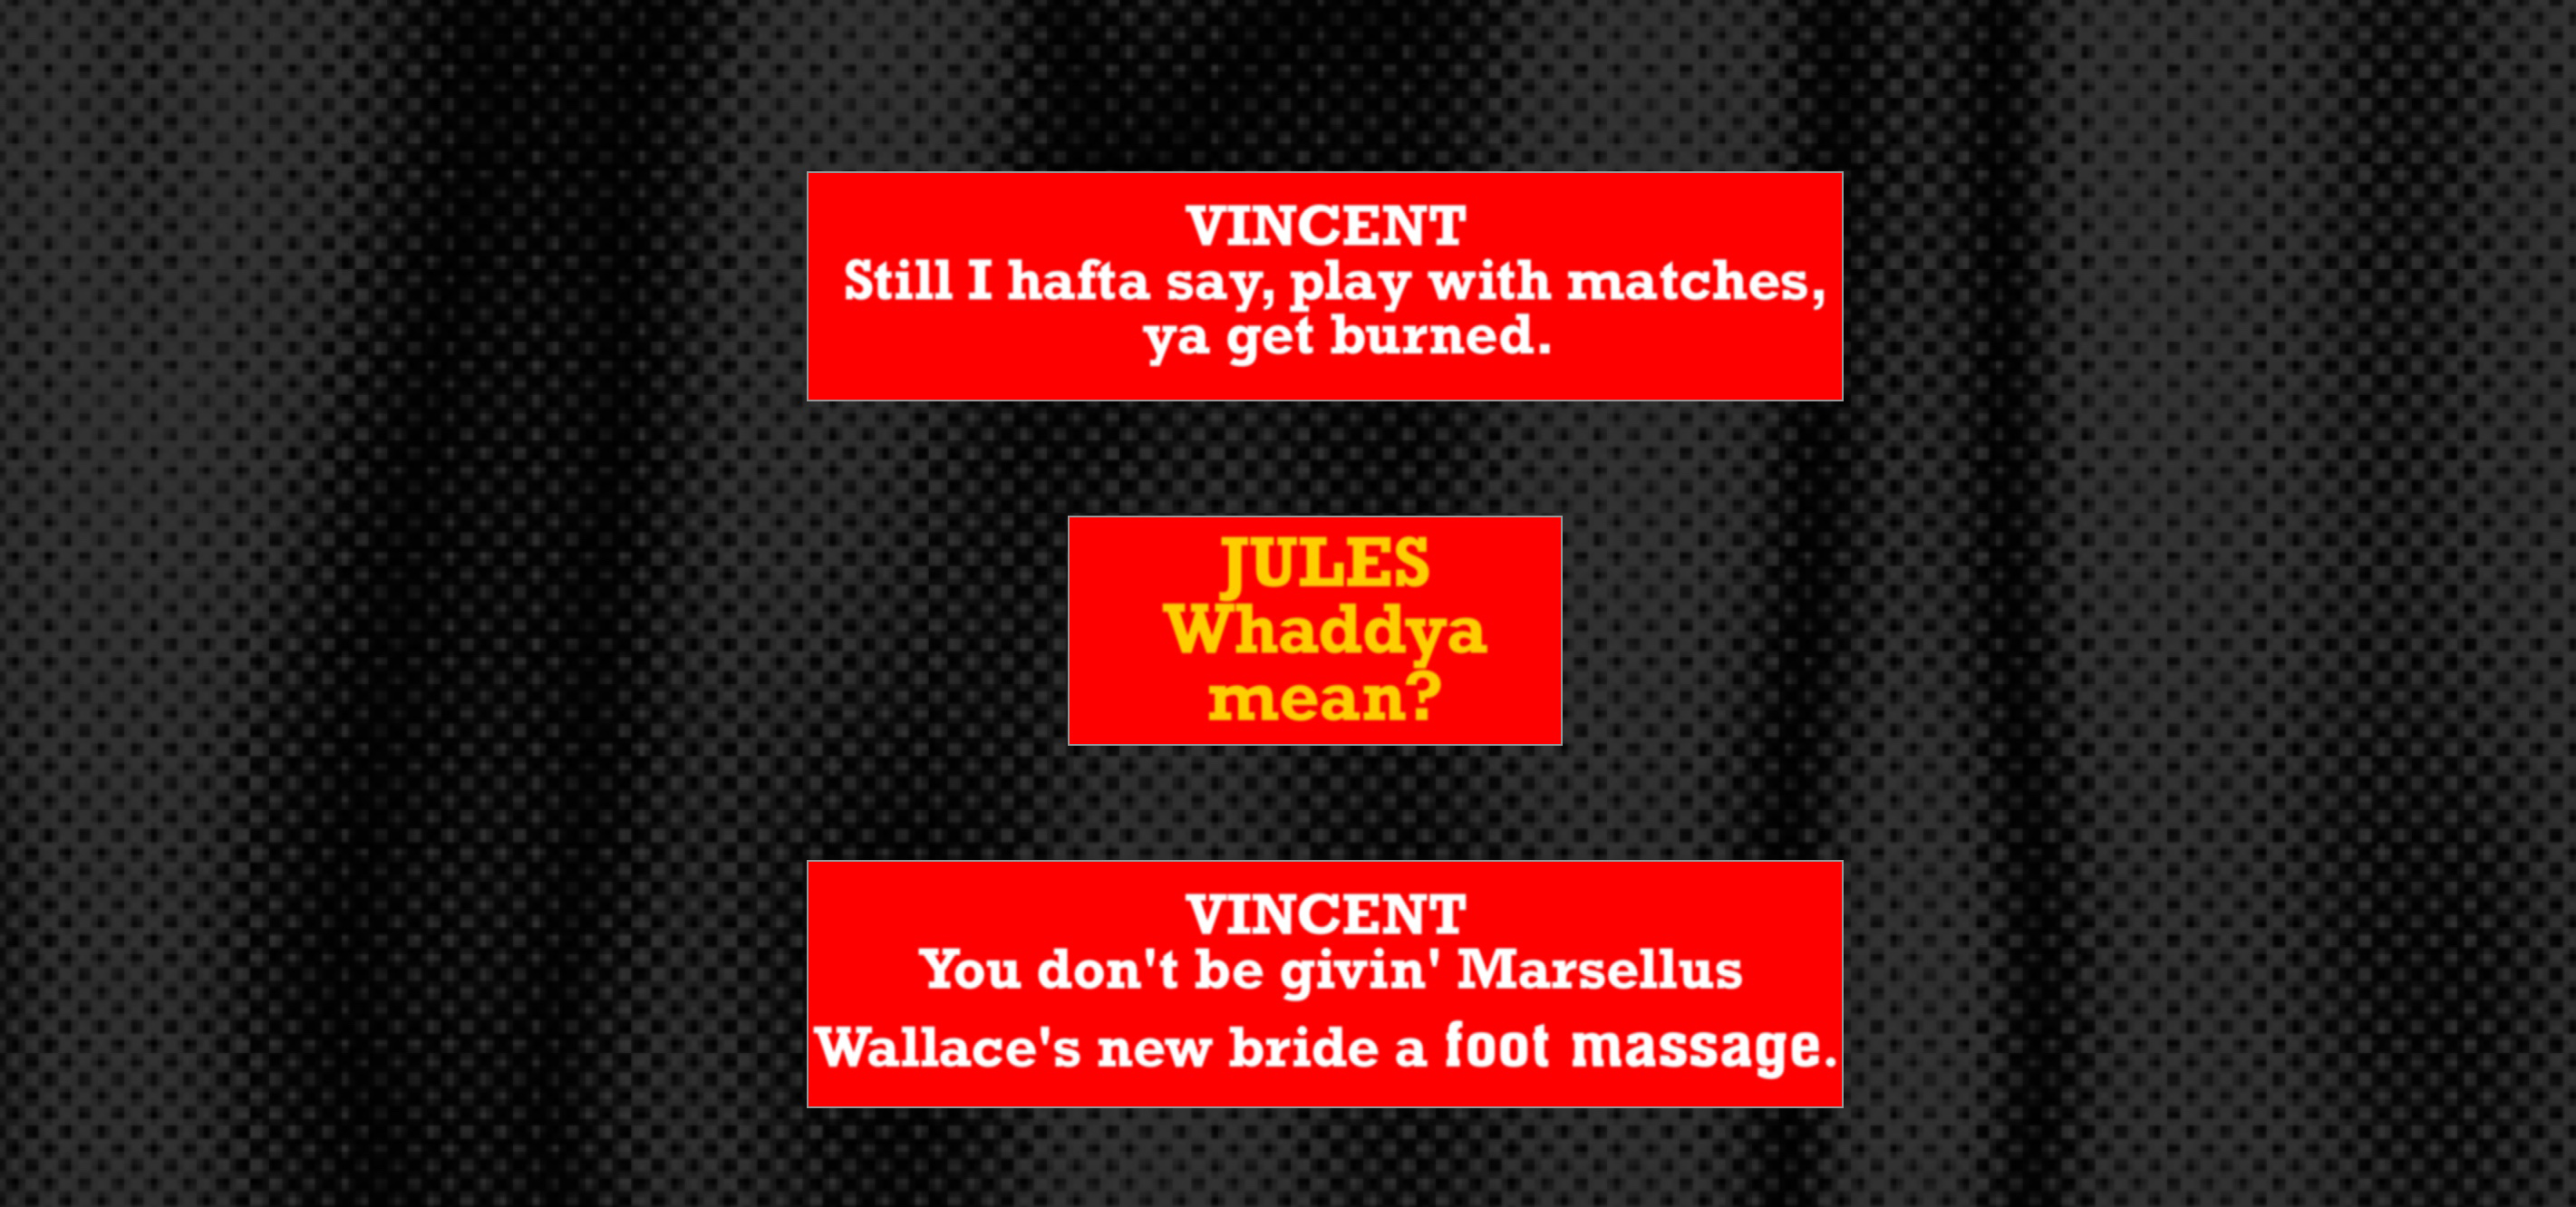 VINCENT
Still I hafta say, play with matches,
ya get burned.
JULES
Whaddya
mean?
VINCENT
You don't be givin' Marsellus
Wallace's new bride a foot massage.